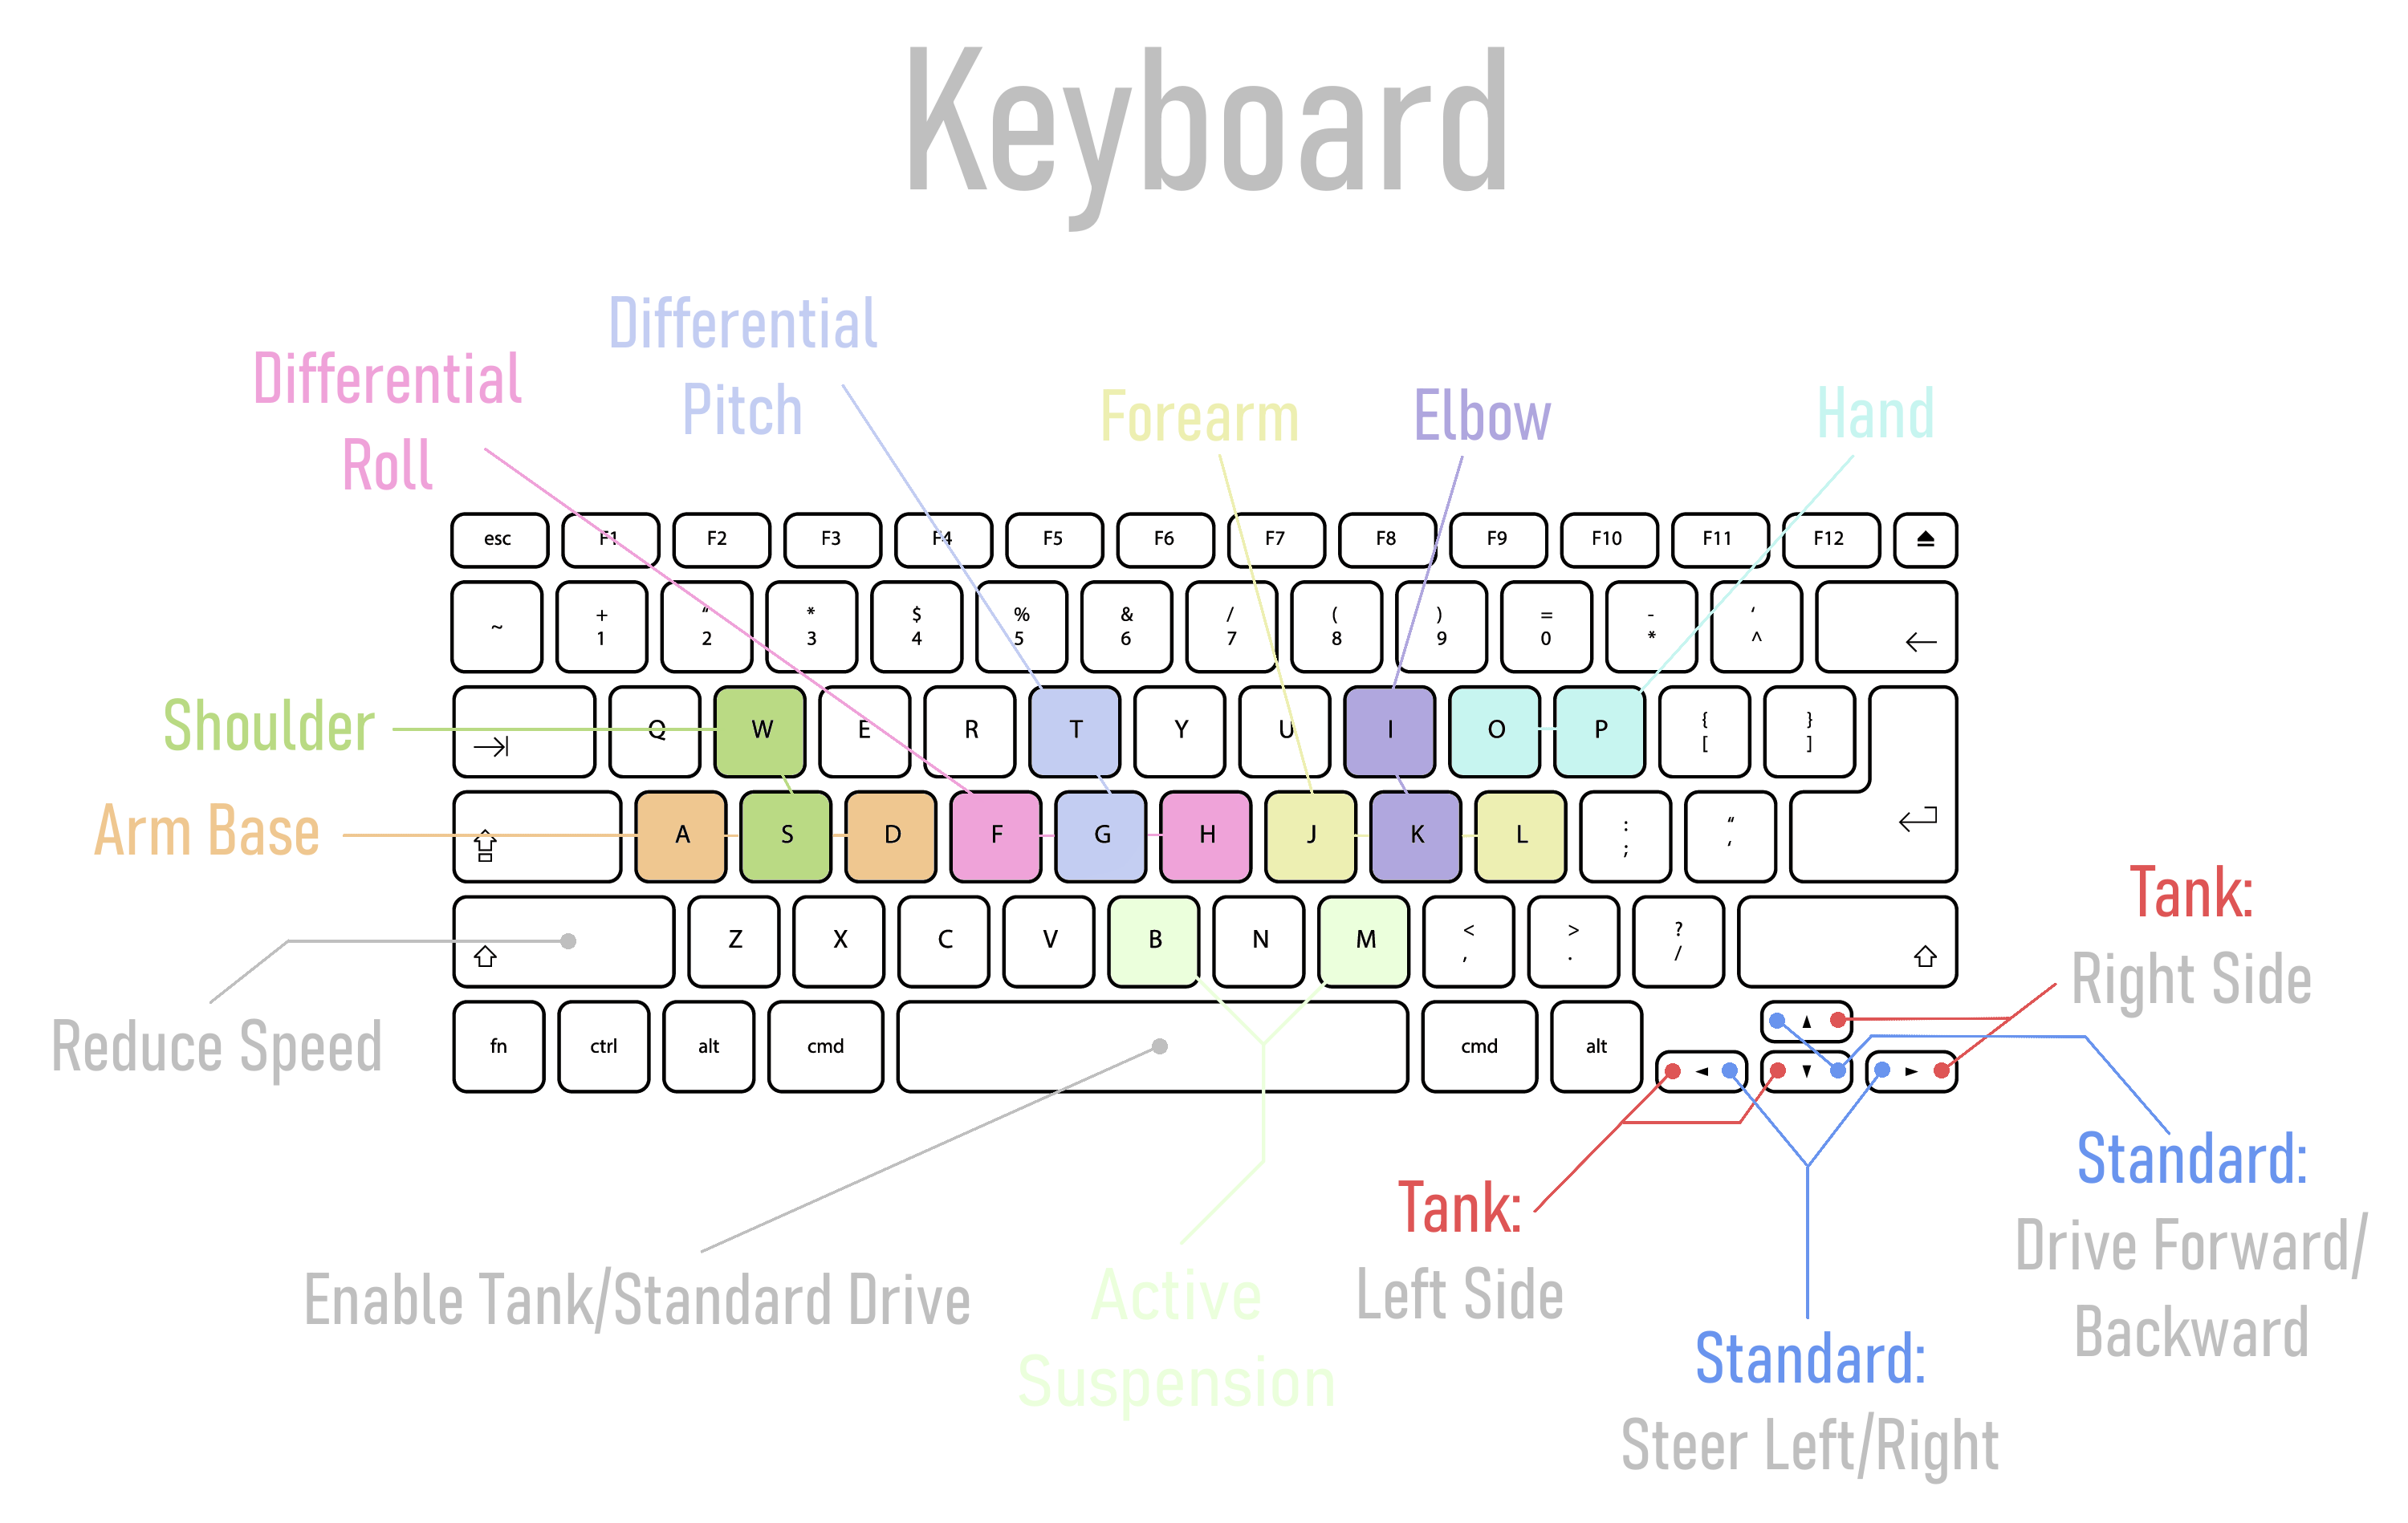 Keyboard
Differential
Pitch
Differential
Roll
Forearm
Elbow
Hand
esc F1 F2 F3 F4 F5 F6 F7 F8 F9 F10 F11 F12
+ “ * $ % & / ( ) = - ‘
~ 1 2 3 4 5 6 7 8 9 0 * ^
Shoulder
Q W E R T Y U I O P { }
[ ]
Arm Base
A S D F G H J K L : “
; ‘
Z X C V B N M < > ?
, . /
Tank:
Right Side
Reduce Speed
fn ctrl alt cmd cmd alt
Standard:
Drive Forward/
Backward
Tank:
Left Side
Enable Tank/Standard Drive
Active
Suspension
Standard:
Steer Left/Right